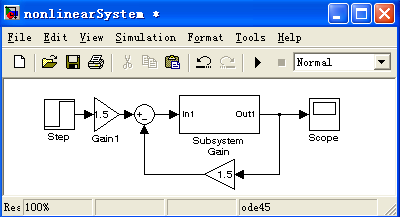 nonlinearSystem *
File Edit View Simulation Format Tools Help
Normal
1.5
+_
In1 Out1
Step
Gain1
Subsystem
Scope
Gain
1.5
Res 100% ode45